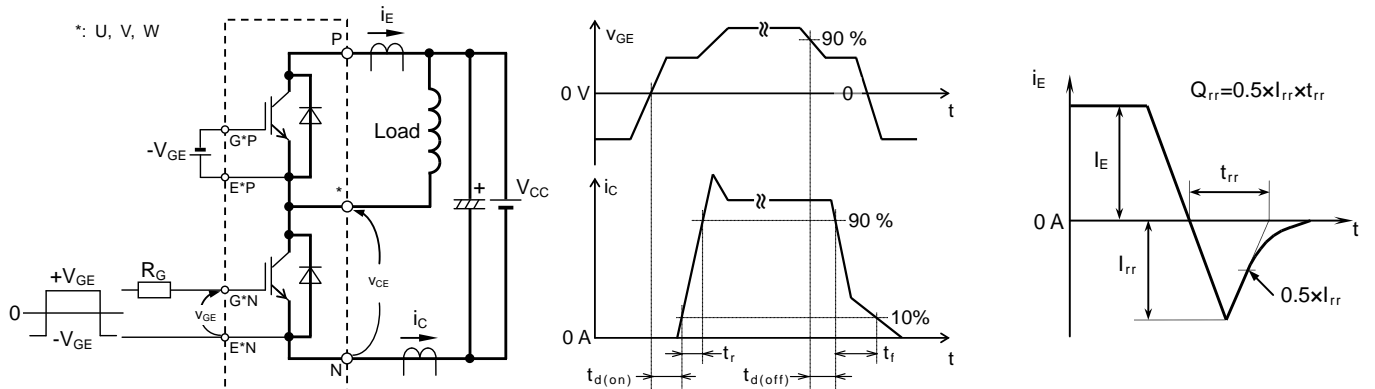 *: U, V, W
P
iE
G*P
-VGE
E*P
Load
*
+
VCC
+VGE
0
-VGE
RG
G*N
vGE
E*N
vCE
iC
N
vGE
90 %
0 V
0
t
iC
90 %
10%
0 A
t
tr
tf
td(on)
td(off)
iE
Qrr=0.5×Irr×trr
IE
trr
0 A
t
Irr
0.5×Irr